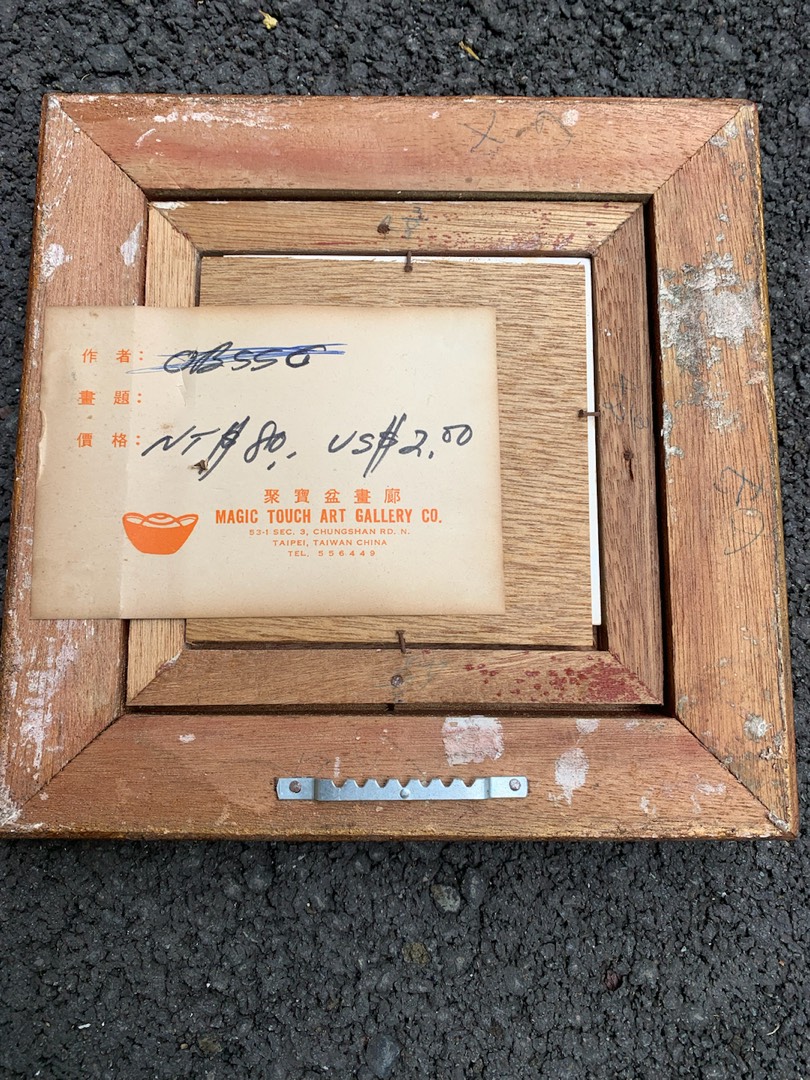 作者:
畫題:
價格: NT$80. US$2.00
聚寶盆畫廊
MAGIC TOUCH ART GALLERY CO.
53-1 SEC. 3, CHUNGSHAN RD. N.
TAIPEI, TAIWAN CHINA
TEL. 556449